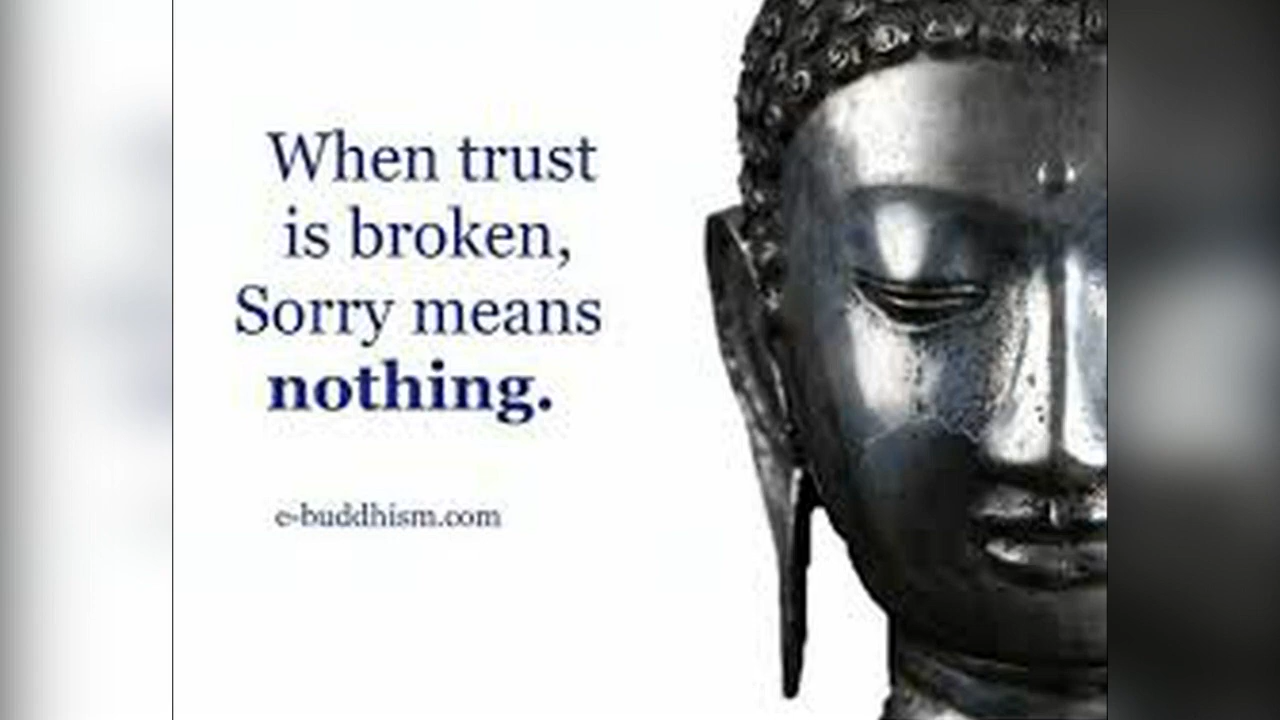 When trust
is broken,
Sorry means
nothing.
e-buddhism.com